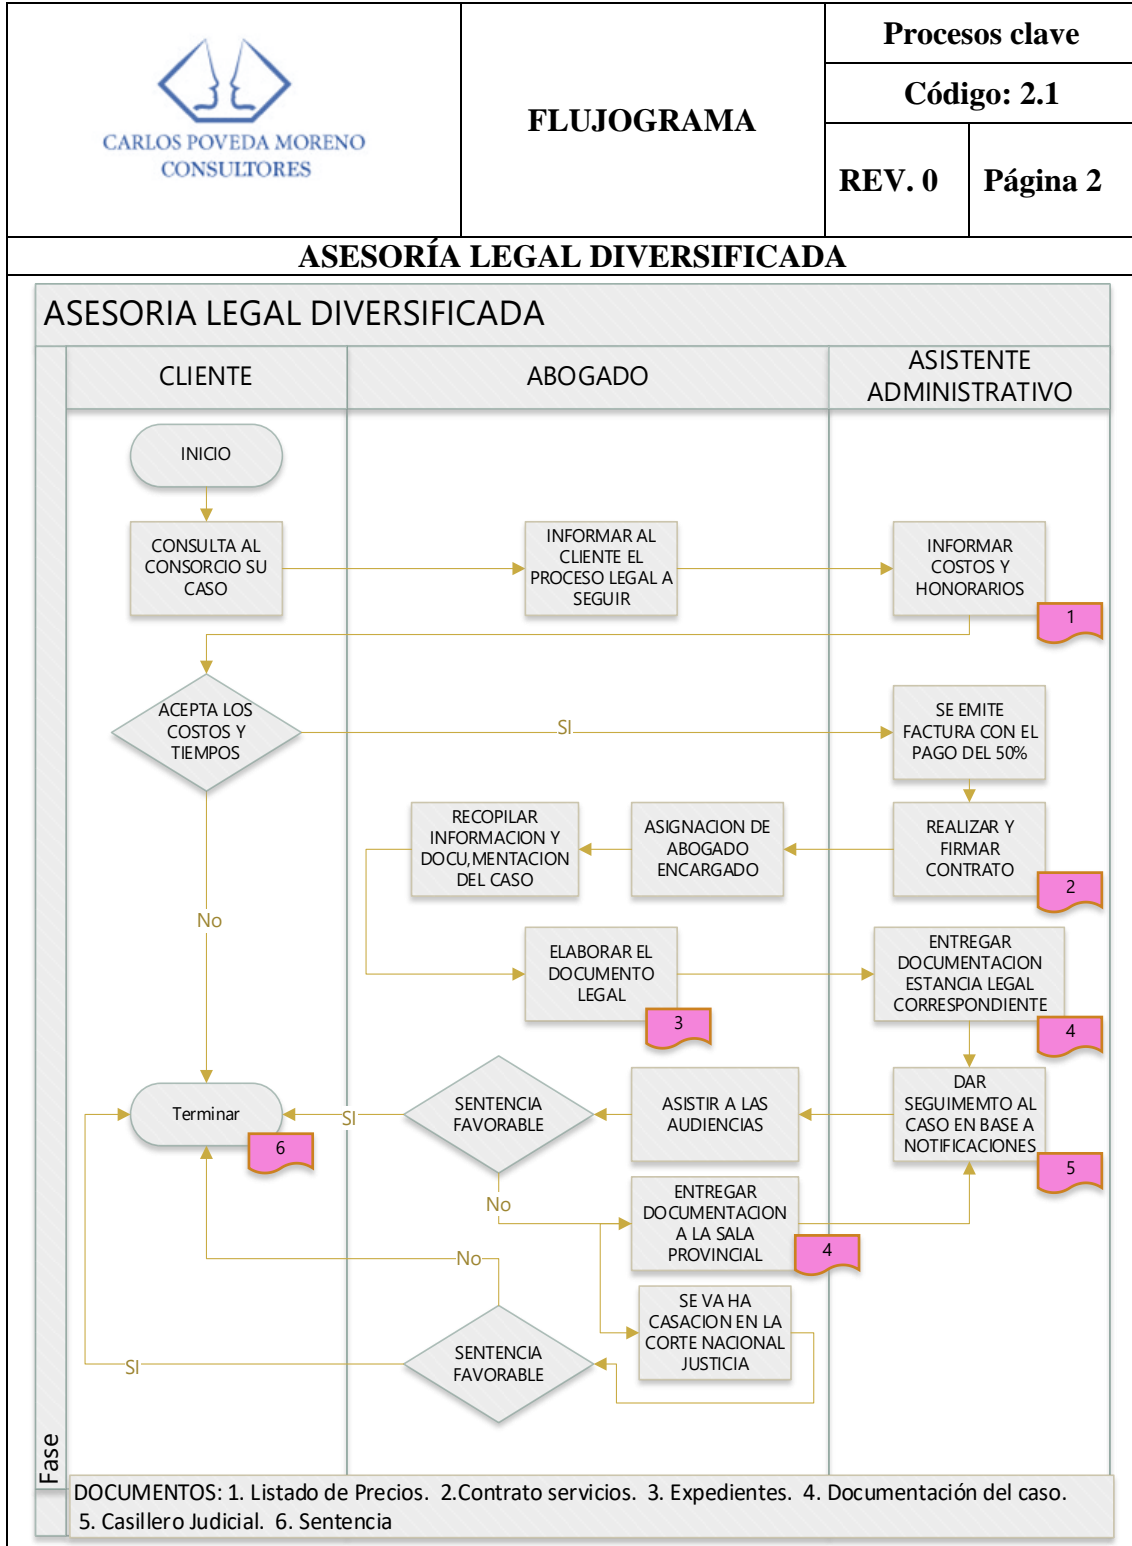 CARLOS POVEDA MORENO
CONSULTORES
FLUJOGRAMA
Procesos clave
Código: 2.1
REV. 0
Página 2
ASESORÍA LEGAL DIVERSIFICADA
ASESORIA LEGAL DIVERSIFICADA
CLIENTE
ABOGADO
ASISTENTE
ADMINISTRATIVO
INICIO
CONSULTA AL
CONSORCIO SU
CASO
INFORMAR AL
CLIENTE EL
PROCESO LEGAL A
SEGUIR
INFORMAR
COSTOS Y
HONORARIOS
1
ACEPTA LOS
COSTOS Y
TIEMPOS
SI
SE EMITE
FACTURA CON EL
PAGO DEL 50%
RECOPILAR
INFORMACION Y
DOCU,MENTACION
DEL CASO
ASIGNACION DE
ABOGADO
ENCARGADO
REALIZAR Y
FIRMAR
CONTRATO
2
No
ELABORAR EL
DOCUMENTO
LEGAL
3
ENTREGAR
DOCUMENTACION
ESTANCIA LEGAL
CORRESPONDIENTE
4
Terminar
6
SI
SENTENCIA
FAVORABLE
ASISTIR A LAS
AUDIENCIAS
DAR
SEGUIMEMTO AL
CASO EN BASE A
NOTIFICACIONES
5
No
ENTREGAR
DOCUMENTACION
A LA SALA
PROVINCIAL
4
No
SE VA HA
CASACION EN LA
CORTE NACIONAL
JUSTICIA
SI
SENTENCIA
FAVORABLE
Fase
DOCUMENTOS: 1. Listado de Precios. 2.Contrato servicios. 3. Expedientes. 4. Documentación del caso.
5. Casillero Judicial. 6. Sentencia